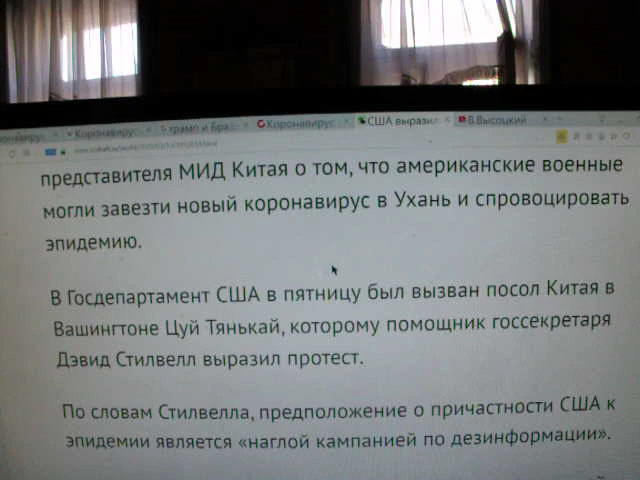 Коронавирус
трамп и Бра
Коронавирус
США выразил
В.Высоцкий
представителя МИД Китая о том, что американские военные
могли завезти новый коронавирус в Ухань и спровоцировать
эпидемию.
В Госдепартамент США в пятницу был вызван посол Китая в
Вашингтоне Цуй Тянькай, которому помощник госсекретаря
Дэвид Стилвелл выразил протест.
По словам Стилвелла, предположение о причастности США к
эпидемии является «наглой кампанией по дезинформации».